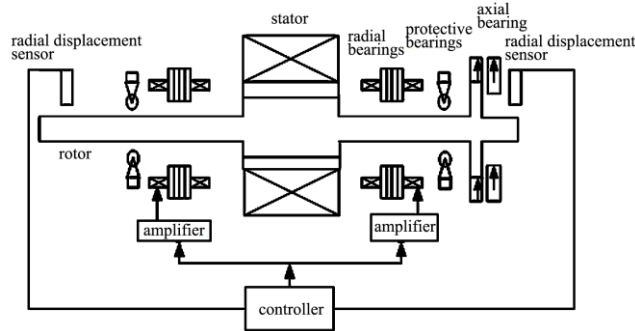 stator
axial
bearing
radial displacement
sensor
radial
bearings
protective
bearings
radial displacement
sensor
rotor
amplifier
amplifier
controller